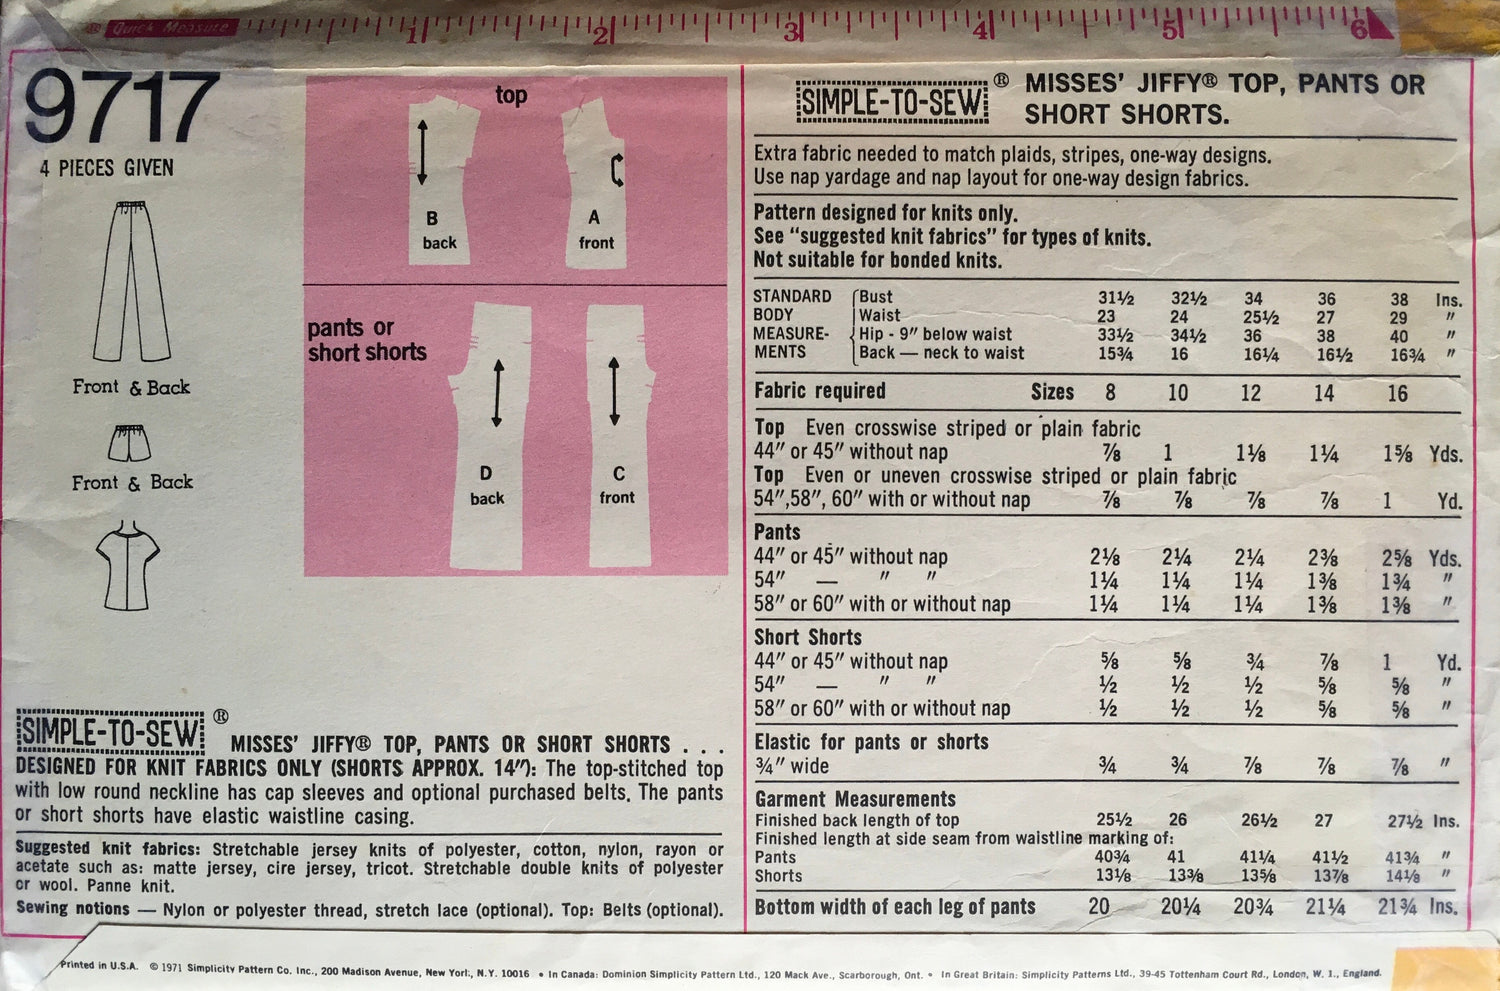 Quick Measure 1 2 3 4 5 6
9717
4 PIECES GIVEN
Front & Back
Front & Back
top
B
back
A
front
pants or
short shorts
D
back
C
front
SIMPLE-TO-SEW ® MISSES' JIFFY® TOP, PANTS OR SHORT SHORTS . . .
DESIGNED FOR KNIT FABRICS ONLY (SHORTS APPROX. 14"): The top-stitched top
with low round neckline has cap sleeves and optional purchased belts. The pants
or short shorts have elastic waistline casing.
Suggested knit fabrics: Stretchable jersey knits of polyester, cotton, nylon, rayon or
acetate such as: matte jersey, cire jersey, tricot. Stretchable double knits of polyester
or wool. Panne knit.
Sewing notions — Nylon or polyester thread, stretch lace (optional). Top: Belts (optional).
SIMPLE-TO-SEW ® MISSES' JIFFY® TOP, PANTS OR
SHORT SHORTS.
Extra fabric needed to match plaids, stripes, one-way designs.
Use nap yardage and nap layout for one-way design fabrics.
Pattern designed for knits only.
See "suggested knit fabrics" for types of knits.
Not suitable for bonded knits.
STANDARD Bust 31½ 32½ 34 36 38 Ins.
BODY Waist 23 24 25½ 27 29 "
MEASURE- Hip - 9" below waist 33½ 34½ 36 38 40 "
MENTS Back — neck to waist 15¾ 16 16¼ 16½ 16¾ "
Fabric required Sizes 8 10 12 14 16
Top Even crosswise striped or plain fabric
44" or 45" without nap ⅞ 1 1⅛ 1¼ 1⅝ Yds.
Top Even or uneven crosswise striped or plain fabric
54",58", 60" with or without nap ⅞ ⅞ ⅞ ⅞ 1 Yd.
Pants
44" or 45" without nap 2⅛ 2¼ 2¼ 2⅜ 2⅝ Yds.
54" — " " 1¼ 1¼ 1¼ 1⅜ 1¾ "
58" or 60" with or without nap 1¼ 1¼ 1¼ 1⅜ 1⅜ "
Short Shorts
44" or 45" without nap ⅝ ⅝ ¾ ⅞ 1 Yd.
54" — " " ½ ½ ½ ⅝ ⅝ "
58" or 60" with or without nap ½ ½ ½ ⅝ ⅝ "
Elastic for pants or shorts
¾" wide ¾ ¾ ⅞ ⅞ ⅞ "
Garment Measurements
Finished back length of top 25½ 26 26½ 27 27½ Ins.
Finished length at side seam from waistline marking of:
Pants 40¾ 41 41¼ 41½ 41¾ "
Shorts 13⅛ 13⅜ 13⅝ 13⅞ 14⅛ "
Bottom width of each leg of pants 20 20¼ 20¾ 21¼ 21¾ Ins.
Printed in U.S.A. © 1971 Simplicity Pattern Co. Inc., 200 Madison Avenue, New York, N.Y. 10016 • In Canada: Dominion Simplicity Pattern Ltd., 120 Mack Ave., Scarborough, Ont. • In Great Britain: Simplicity Patterns Ltd., 39-45 Tottenham Court Rd., London, W. 1., England.